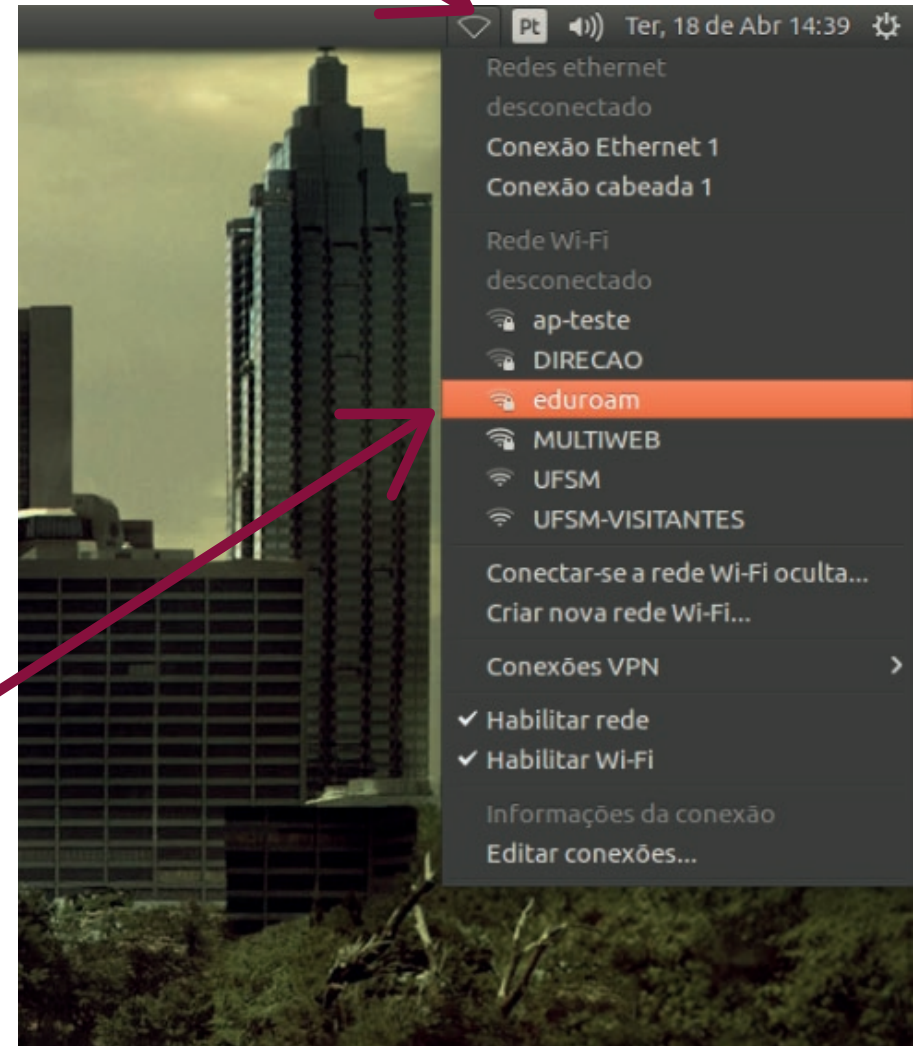 Pt Ter, 18 de Abr 14:39
Redes ethernet
desconectado
Conexão Ethernet 1
Conexão cabeada 1
Rede Wi-Fi
desconectado
ap-teste
DIRECAO
eduroam
MULTIWEB
UFSM
UFSM-VISITANTES
Conectar-se a rede Wi-Fi oculta...
Criar nova rede Wi-Fi...
Conexões VPN
Habilitar rede
Habilitar Wi-Fi
Informações da conexão
Editar conexões...